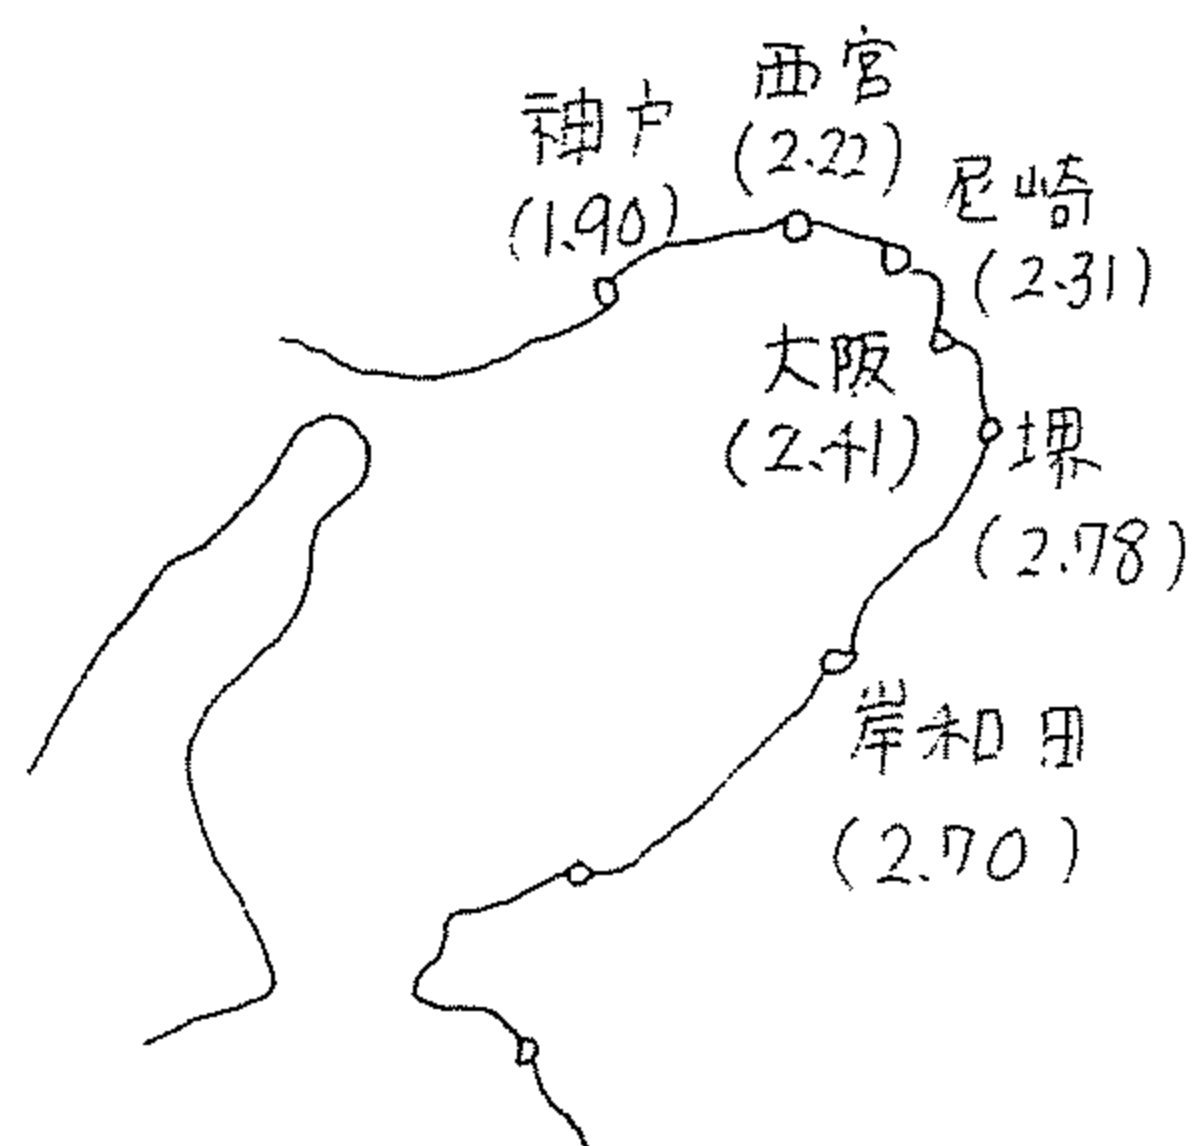 神戸
(1.90)
西宮
(2.22)
尼崎
(2.31)
大阪
(2.41)
堺
(2.78)
岸和田
(2.70)